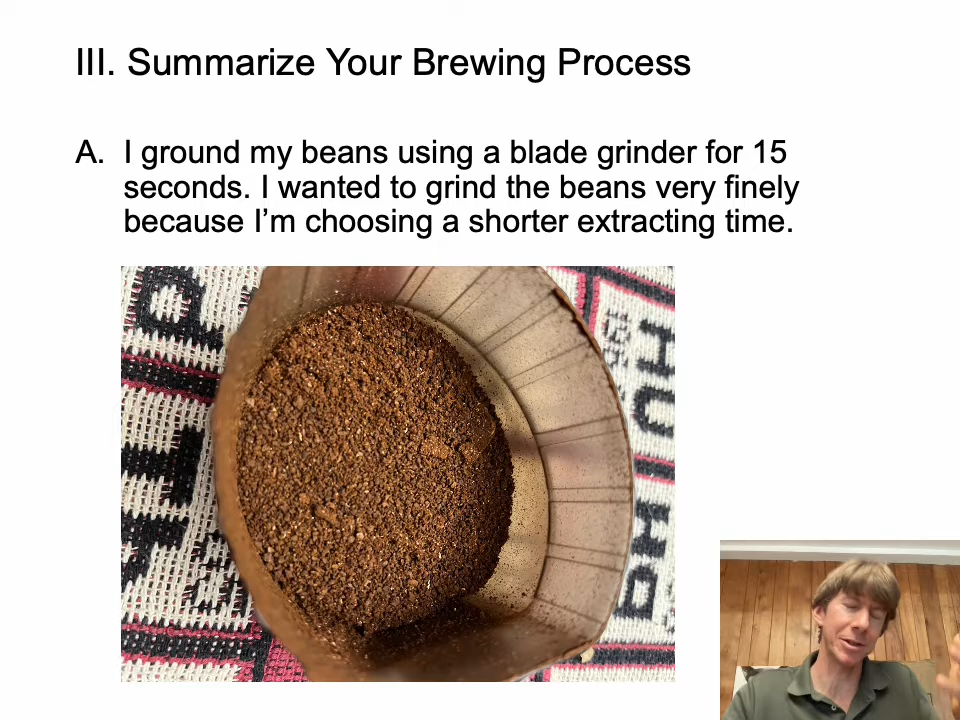 III. Summarize Your Brewing Process
A. I ground my beans using a blade grinder for 15
seconds. I wanted to grind the beans very finely
because I’m choosing a shorter extracting time.